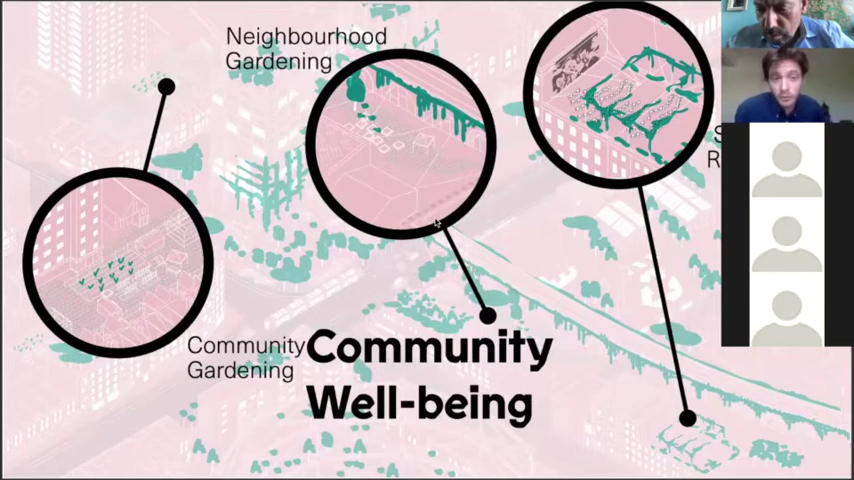 Neighbourhood
Gardening
Community
Gardening
Community
Well-being
S
R